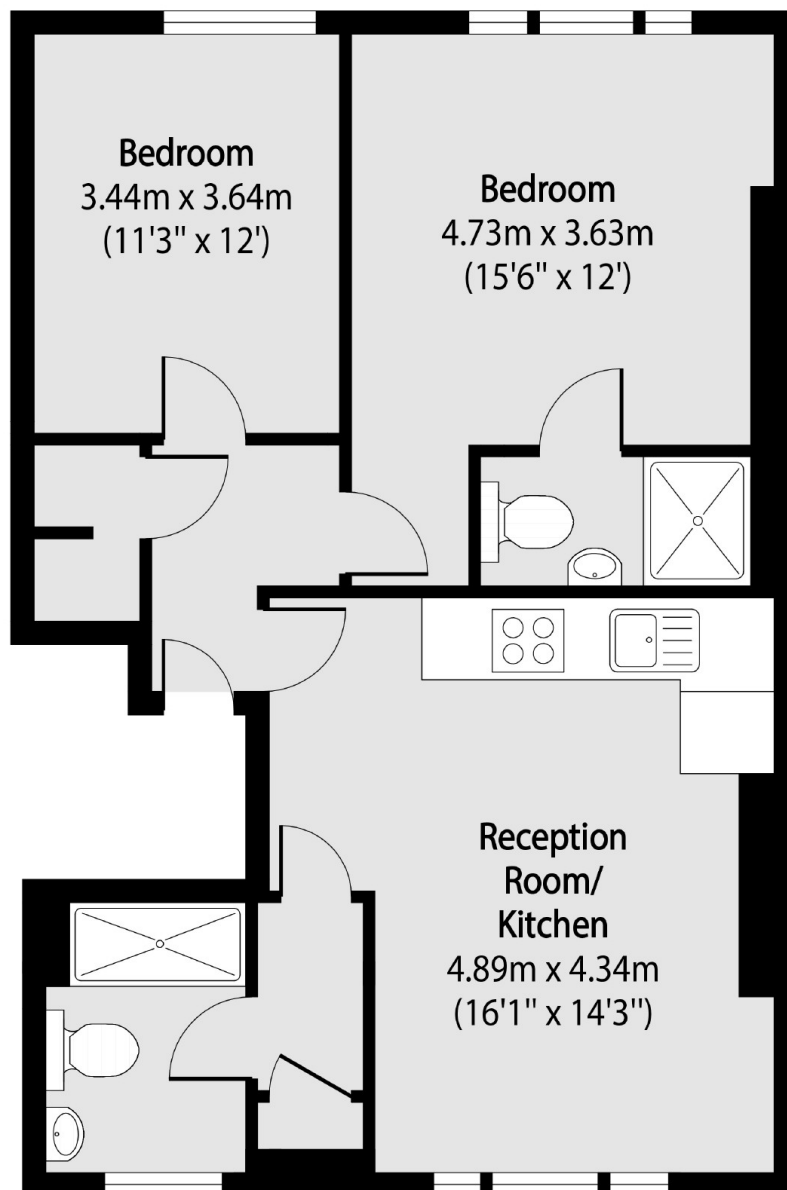 Bedroom
3.44m x 3.64m
(11'3" x 12')
Bedroom
4.73m x 3.63m
(15'6" x 12')
Reception
Room/
Kitchen
4.89m x 4.34m
(16'1" x 14'3")